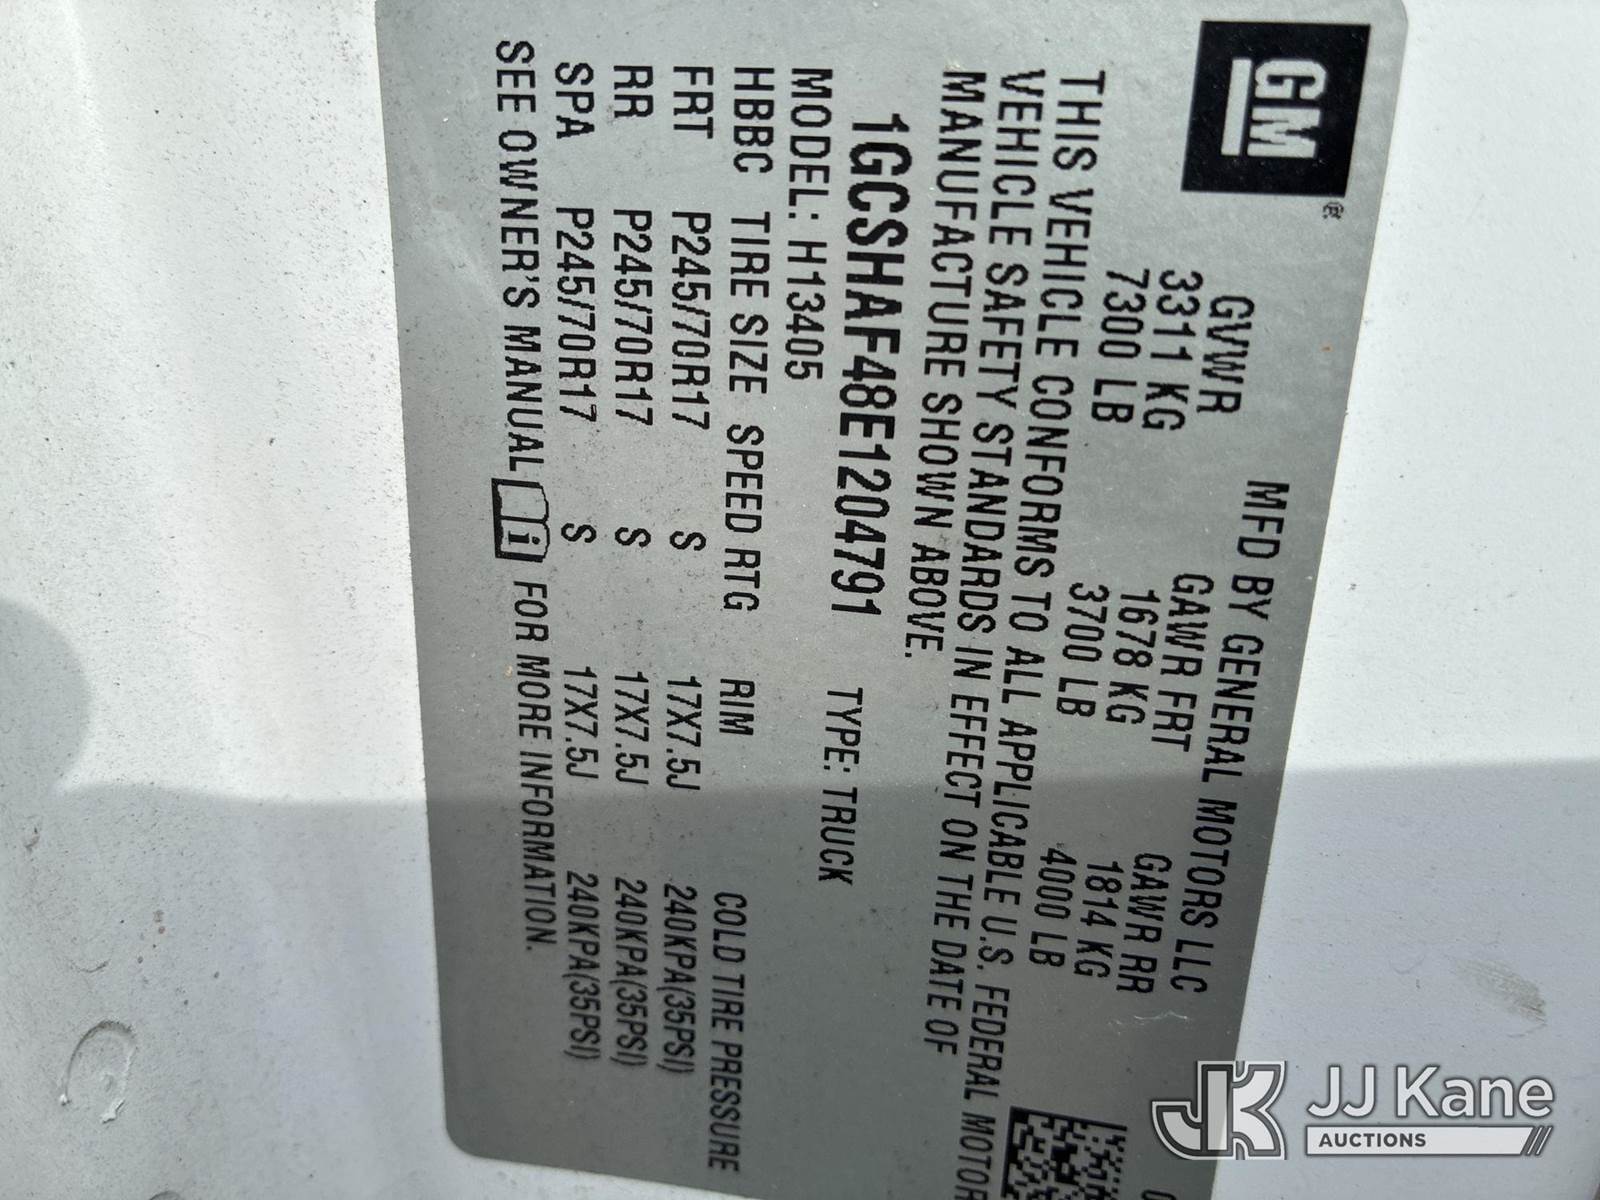 GM®
MFD BY GENERAL MOTORS LLC
GVWR GAWR FRT GAWR RR
3311 KG 1678 KG 1814 KG
7300 LB 3700 LB 4000 LB
THIS VEHICLE CONFORMS TO ALL APPLICABLE U.S. FEDERAL MOTOR
VEHICLE SAFETY STANDARDS IN EFFECT ON THE DATE OF
MANUFACTURE SHOWN ABOVE.
1GCSHAF48E1204791 TYPE: TRUCK
MODEL: H13405
HBBC TIRE SIZE SPEED RTG RIM COLD TIRE PRESSURE
FRT P245/70R17 S 17X7.5J 240KPA(35PSI)
RR P245/70R17 S 17X7.5J 240KPA(35PSI)
SPA P245/70R17 S 17X7.5J 240KPA(35PSI)
SEE OWNER'S MANUAL i FOR MORE INFORMATION.
JK JJ Kane
AUCTIONS